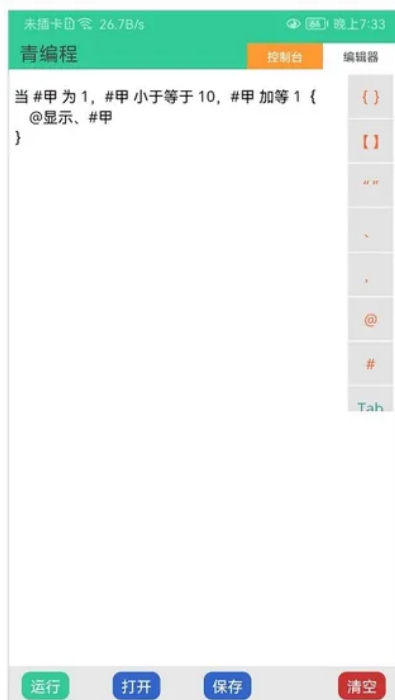 未插卡 26.7B/s 86 晚上7:33
青编程 控制台 编辑器
当 #甲 为 1，#甲 小于等于 10，#甲 加等 1 {
@显示、#甲
}
{ }
【 】
“ ”
、
，
@
#
Tab
运行 打开 保存 清空